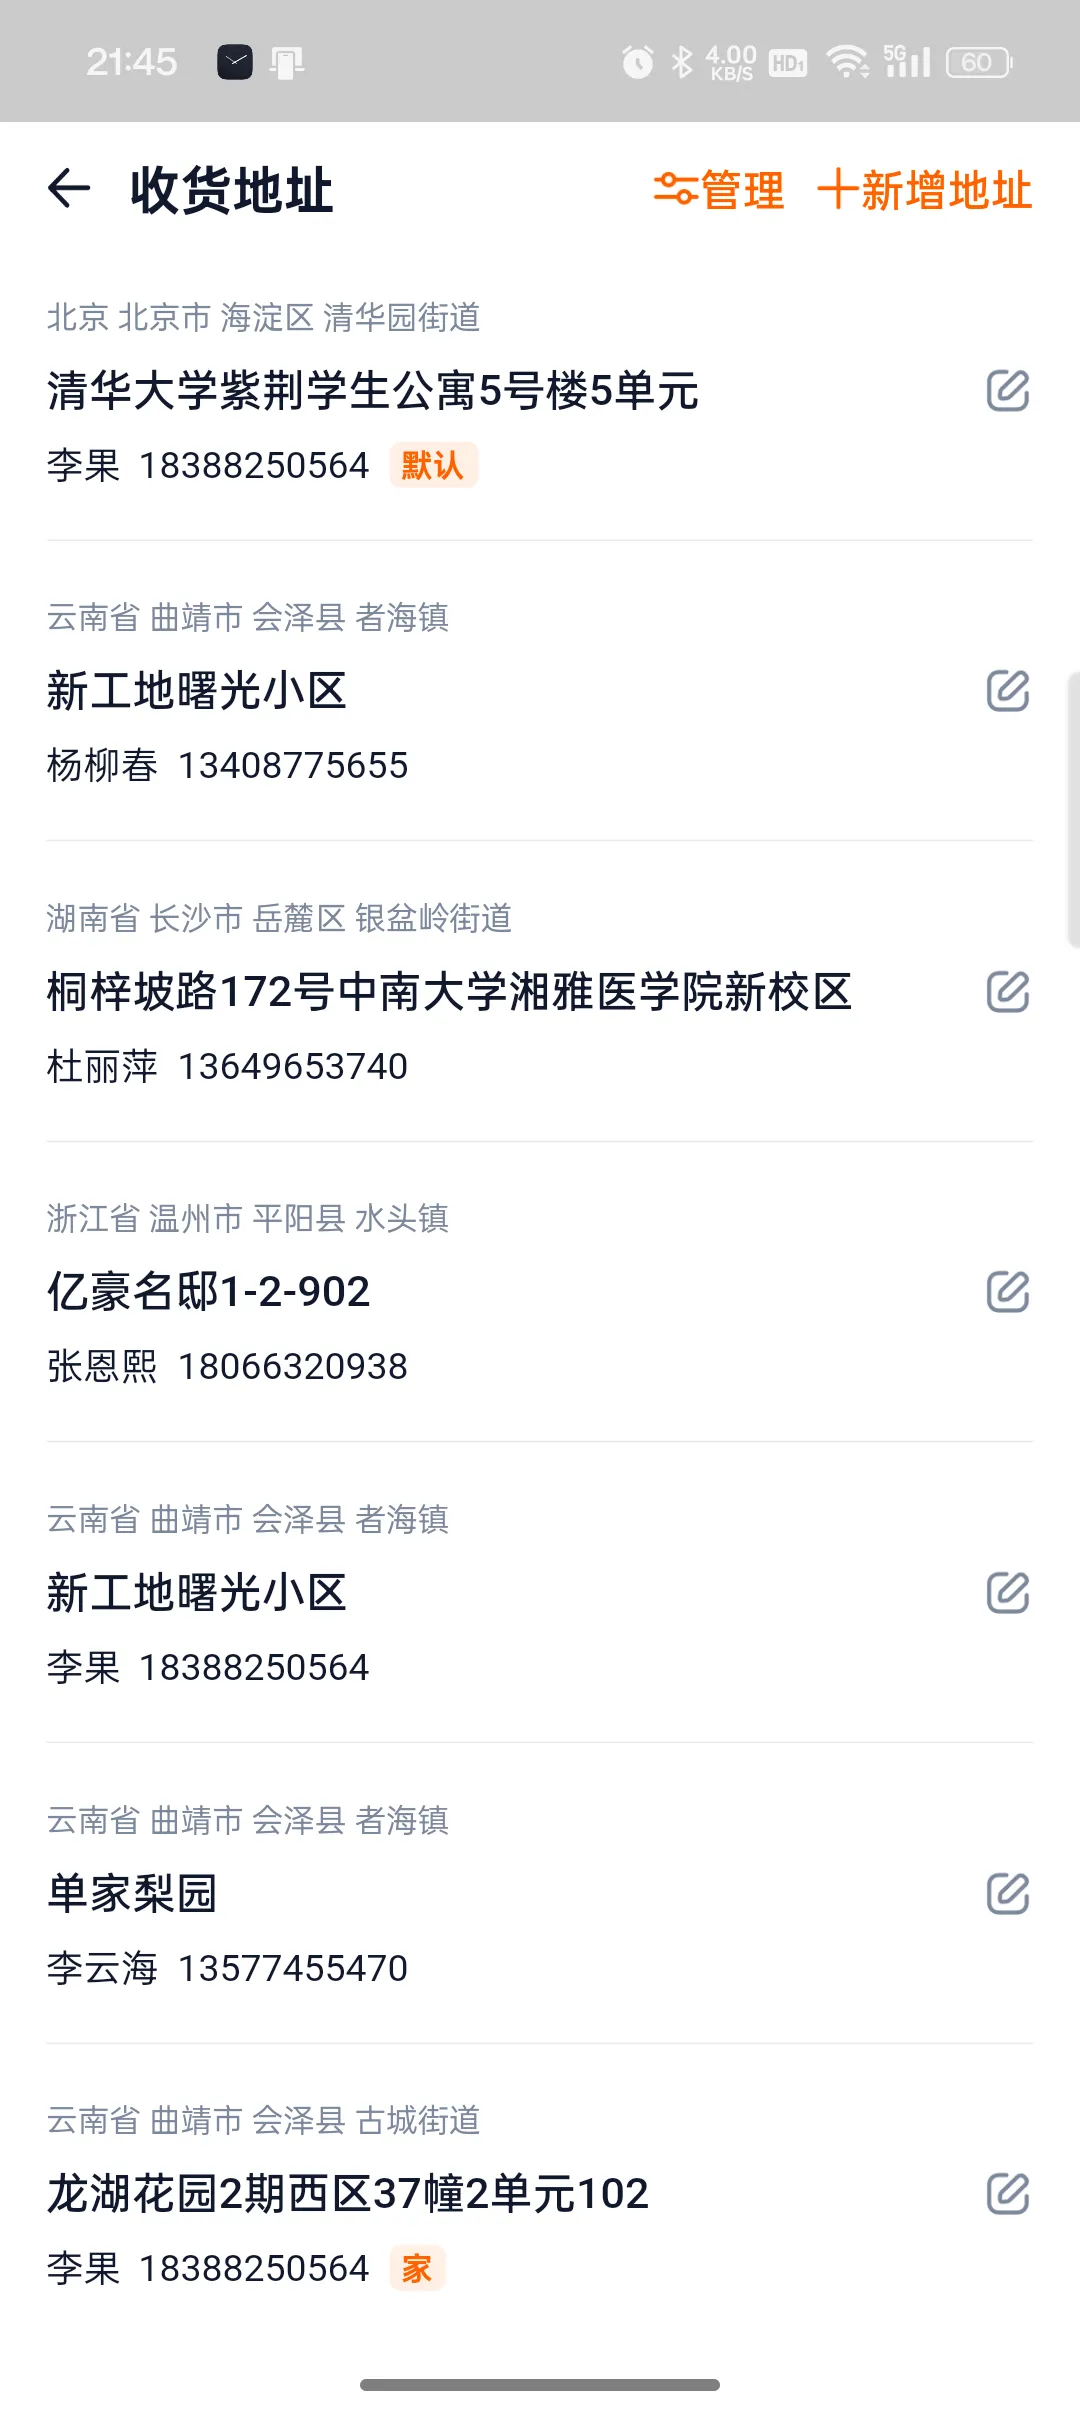 21:45 4.00 KB/S HD1 5G 60
收货地址 管理 新增地址
北京 北京市 海淀区 清华园街道
清华大学紫荆学生公寓5号楼5单元
李果 18388250564 默认
云南省 曲靖市 会泽县 者海镇
新工地曙光小区
杨柳春 13408775655
湖南省 长沙市 岳麓区 银盆岭街道
桐梓坡路172号中南大学湘雅医学院新校区
杜丽萍 13649653740
浙江省 温州市 平阳县 水头镇
亿豪名邸1-2-902
张恩熙 18066320938
云南省 曲靖市 会泽县 者海镇
新工地曙光小区
李果 18388250564
云南省 曲靖市 会泽县 者海镇
单家梨园
李云海 13577455470
云南省 曲靖市 会泽县 古城街道
龙湖花园2期西区37幢2单元102
李果 18388250564 家